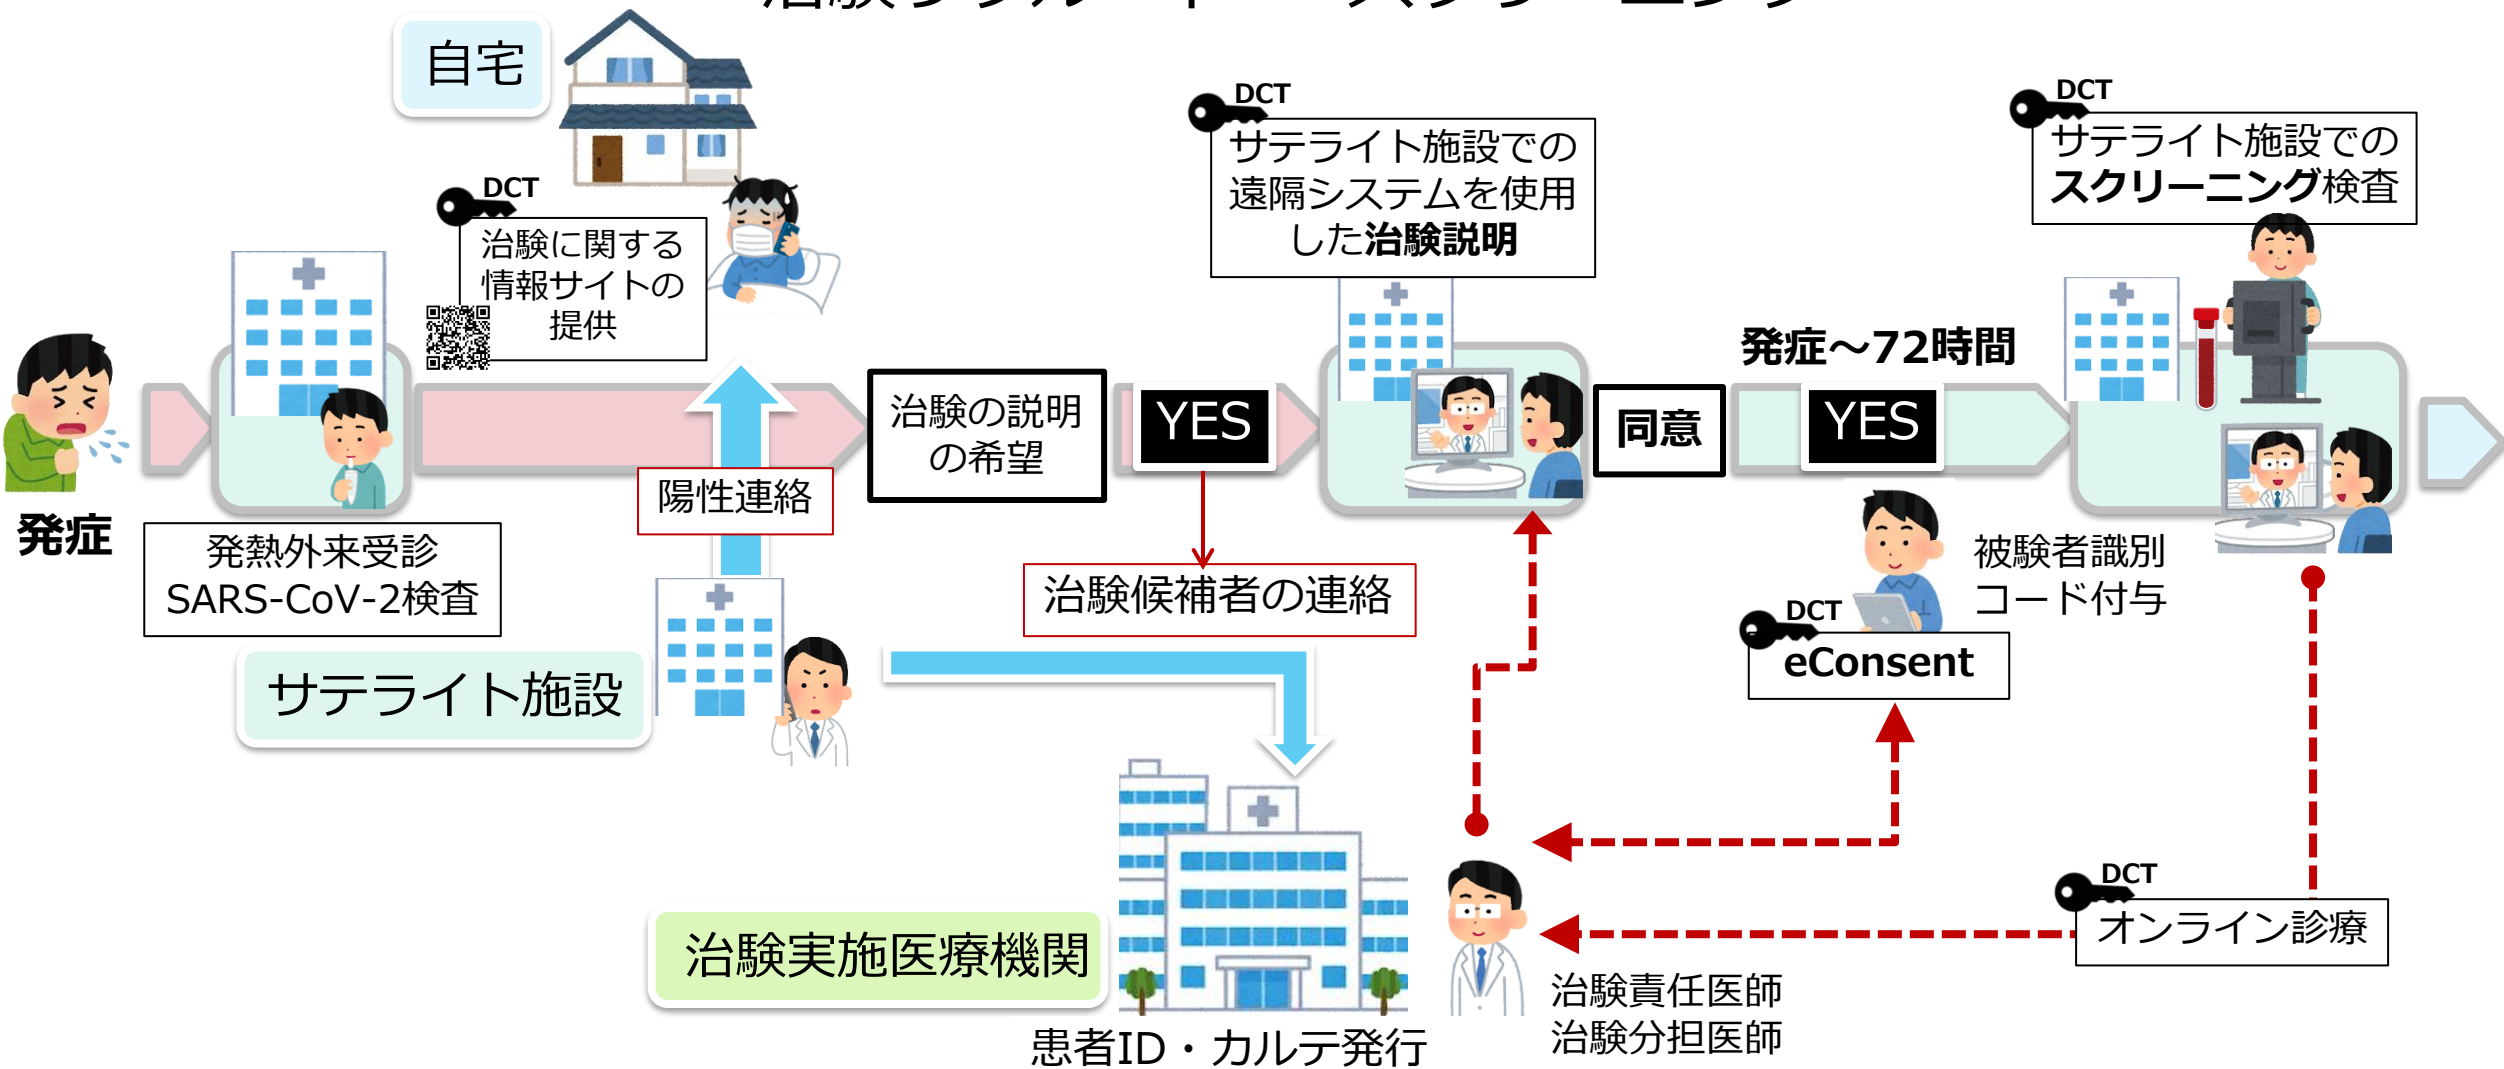 自宅
DCT
治験に関する
情報サイトの
提供
DCT
サテライト施設での
遠隔システムを使用
した治験説明
DCT
サテライト施設での
スクリーニング検査
発症～72時間
治験の説明
の希望
YES
同意
YES
陽性連絡
発症
発熱外来受診
SARS-CoV-2検査
治験候補者の連絡
被験者識別
コード付与
DCT
eConsent
サテライト施設
DCT
オンライン診療
治験実施医療機関
治験責任医師
治験分担医師
患者ID・カルテ発行